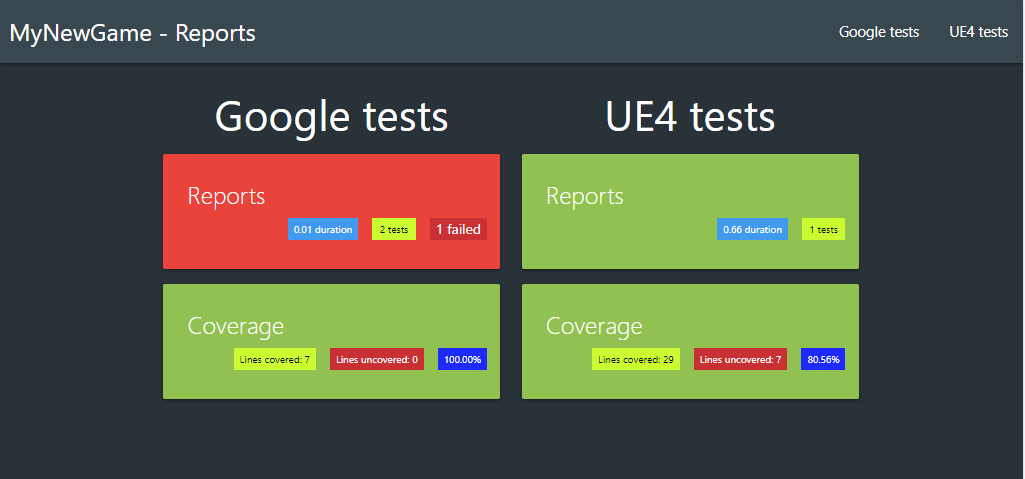 MyNewGame - Reports
Google tests
UE4 tests
Google tests
Reports
0.01 duration
2 tests
1 failed
Coverage
Lines covered: 7
Lines uncovered: 0
100.00%
UE4 tests
Reports
0.66 duration
1 tests
Coverage
Lines covered: 29
Lines uncovered: 7
80.56%